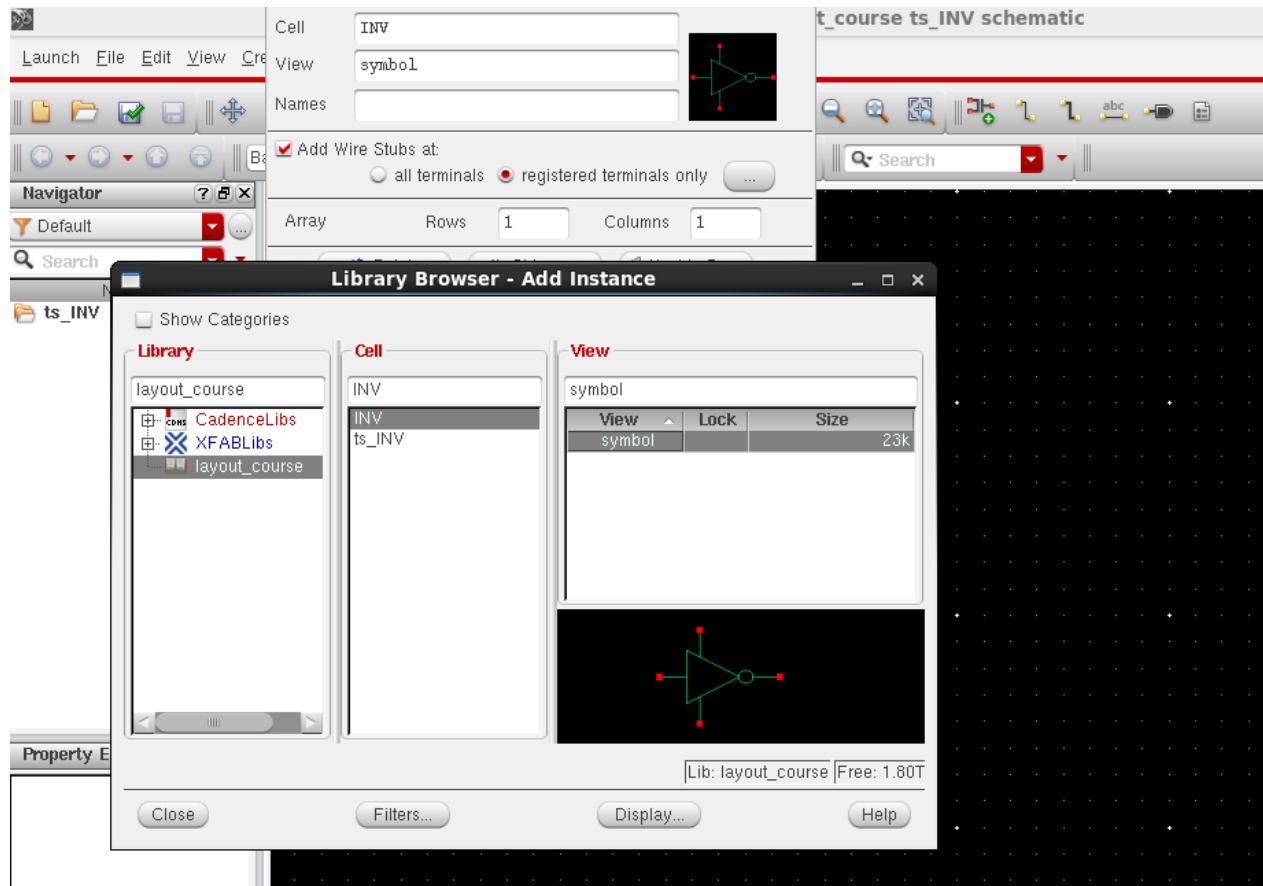 t_course ts_INV schematic
Cell INV
Launch File Edit View Cre
View symbol
Names
abc
Add Wire Stubs at:
all terminals registered terminals only ...
Ba
Search
Navigator
Default
...
Array Rows 1 Columns 1
Search
Library Browser - Add Instance
N
ts_INV
Show Categories
Library Cell View
layout_course INV symbol
CadenceLibs INV View Lock Size
XFABLibs ts_INV symbol 23k
layout_course
Property E
Lib: layout_course Free: 1.80T
Close Filters... Display... Help